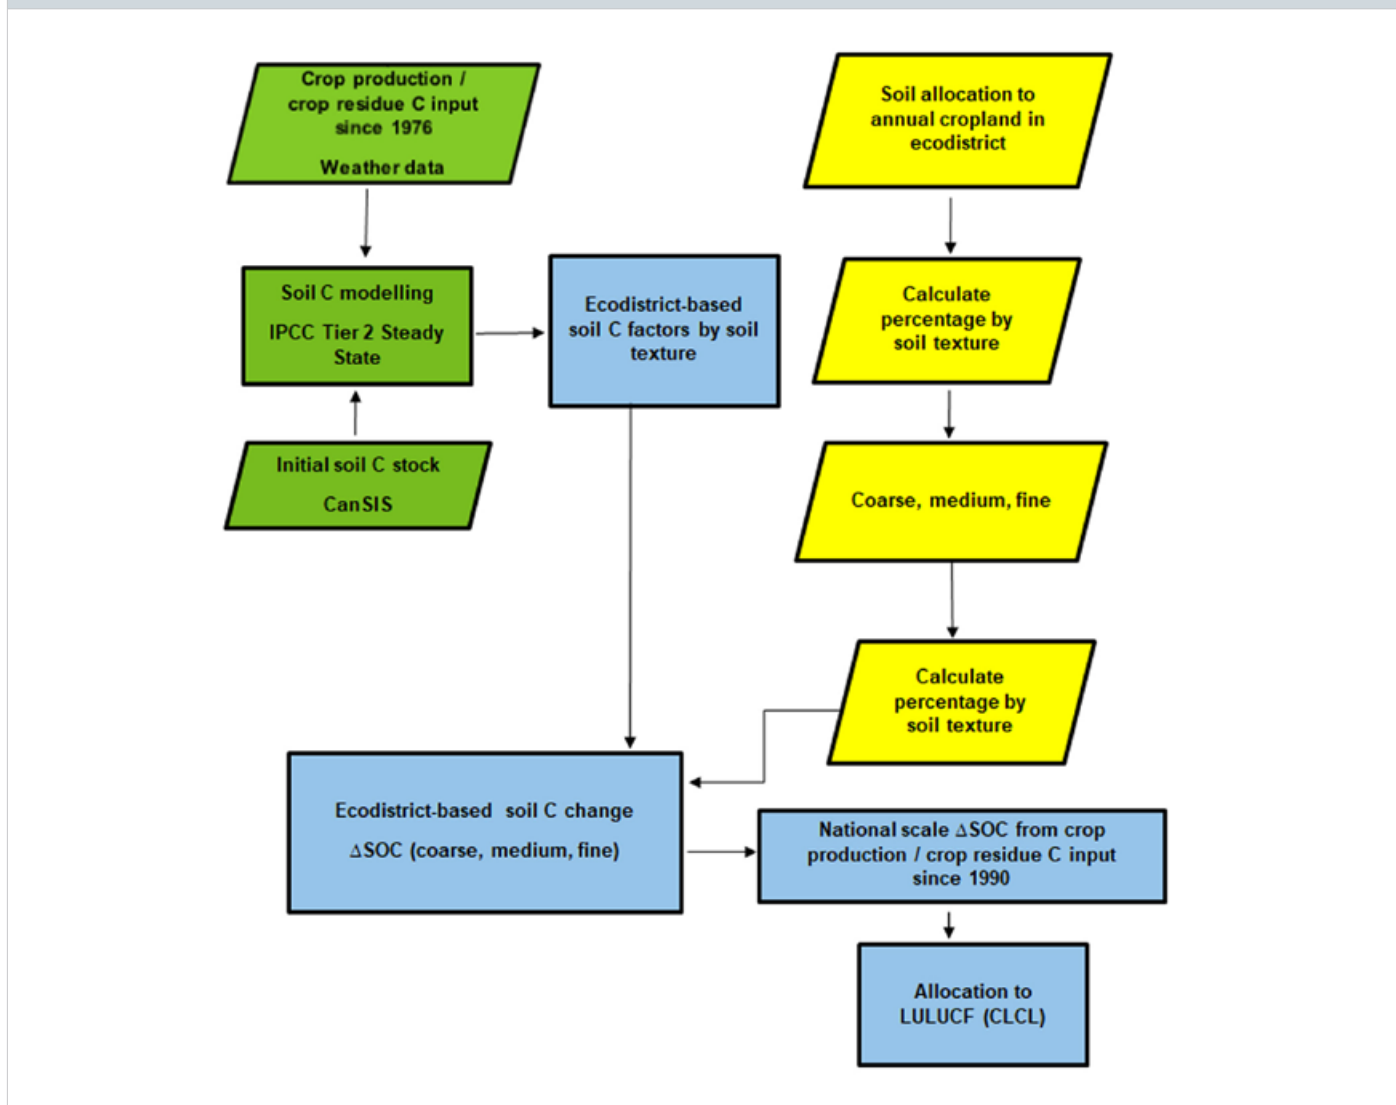 Crop production /
crop residue C input
since 1976
Weather data
Soil allocation to
annual cropland in
ecodistrict
Soil C modelling
IPCC Tier 2 Steady
State
Ecodistrict-based
soil C factors by soil
texture
Calculate
percentage by
soil texture
Initial soil C stock
CanSIS
Coarse, medium, fine
Calculate
percentage by
soil texture
Ecodistrict-based soil C change
ΔSOC (coarse, medium, fine)
National scale ΔSOC from crop
production / crop residue C input
since 1990
Allocation to
LULUCF (CLCL)